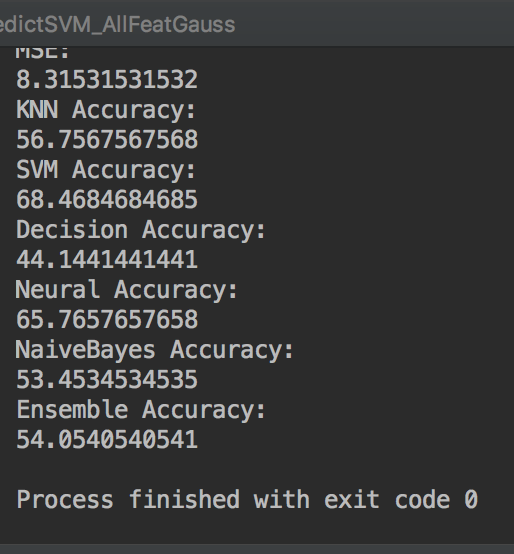 edictSVM_AllFeatGauss
MSE:
8.31531531532
KNN Accuracy:
56.7567567568
SVM Accuracy:
68.4684684685
Decision Accuracy:
44.1441441441
Neural Accuracy:
65.7657657658
NaiveBayes Accuracy:
53.4534534535
Ensemble Accuracy:
54.0540540541
Process finished with exit code 0